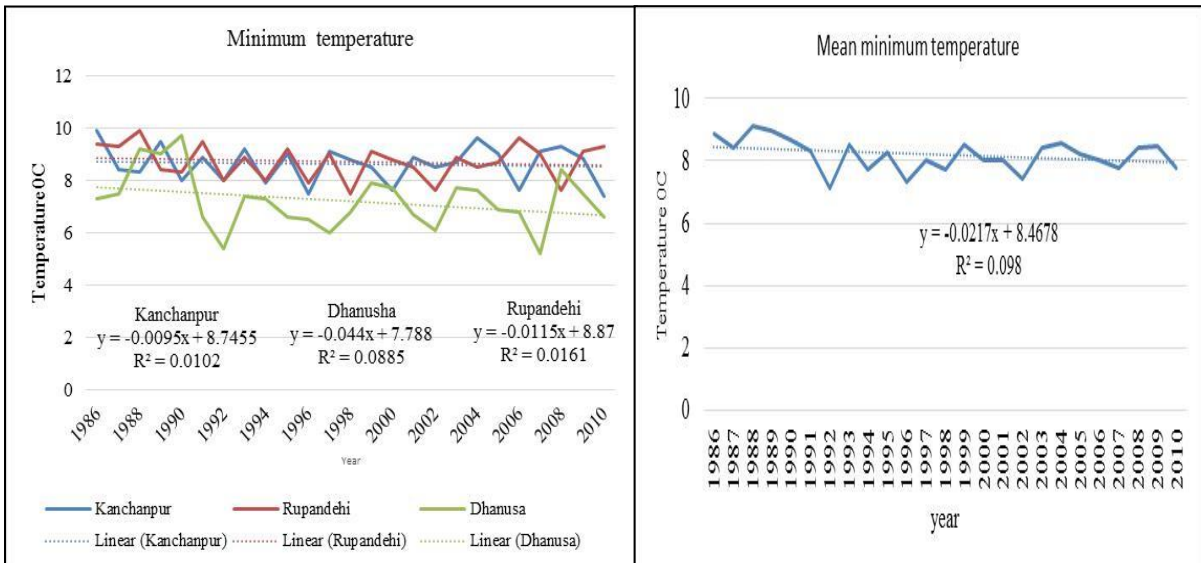 Minimum temperature
Temperature 0C
12
10
8
6
4
2
0
Kanchanpur
y = -0.0095x + 8.7455
R² = 0.0102
Dhanusha
y = -0.044x + 7.788
R² = 0.0885
Rupandehi
y = -0.0115x + 8.87
R² = 0.0161
1986
1988
1990
1992
1994
1996
1998
2000
2002
2004
2006
2008
2010
Year
Kanchanpur
Rupandehi
Dhanusa
Linear (Kanchanpur)
Linear (Rupandehi)
Linear (Dhanusa)
Mean minimum temperature
Temperature 0C
10
8
6
4
2
0
y = -0.0217x + 8.4678
R² = 0.098
1986
1987
1988
1989
1990
1991
1992
1993
1994
1995
1996
1997
1998
1999
2000
2001
2002
2003
2004
2005
2006
2007
2008
2009
2010
year